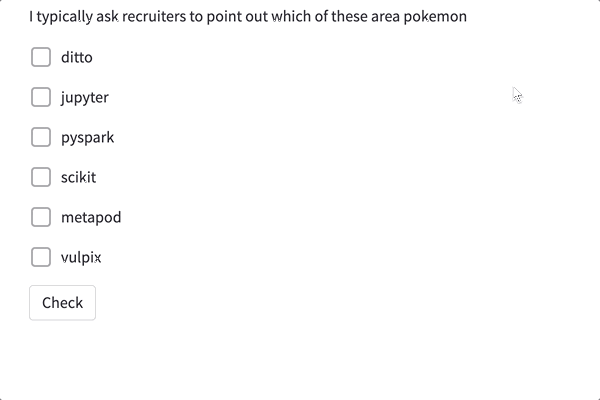 I typically ask recruiters to point out which of these area pokemon
ditto
jupyter
pyspark
scikit
metapod
vulpix
Check